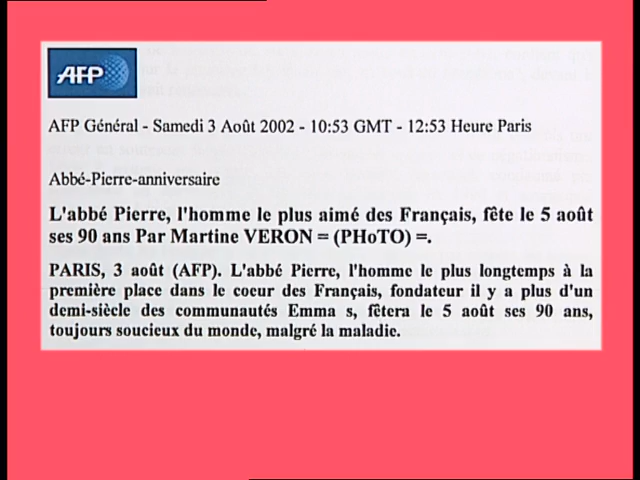 AFP
AFP Général - Samedi 3 Août 2002 - 10:53 GMT - 12:53 Heure Paris
Abbé-Pierre-anniversaire
L'abbé Pierre, l'homme le plus aimé des Français, fête le 5 août
ses 90 ans Par Martine VERON = (PHoTO) =.
PARIS, 3 août (AFP). L'abbé Pierre, l'homme le plus longtemps à la
première place dans le coeur des Français, fondateur il y a plus d'un
demi-siècle des communautés Emma s, fêtera le 5 août ses 90 ans,
toujours soucieux du monde, malgré la maladie.